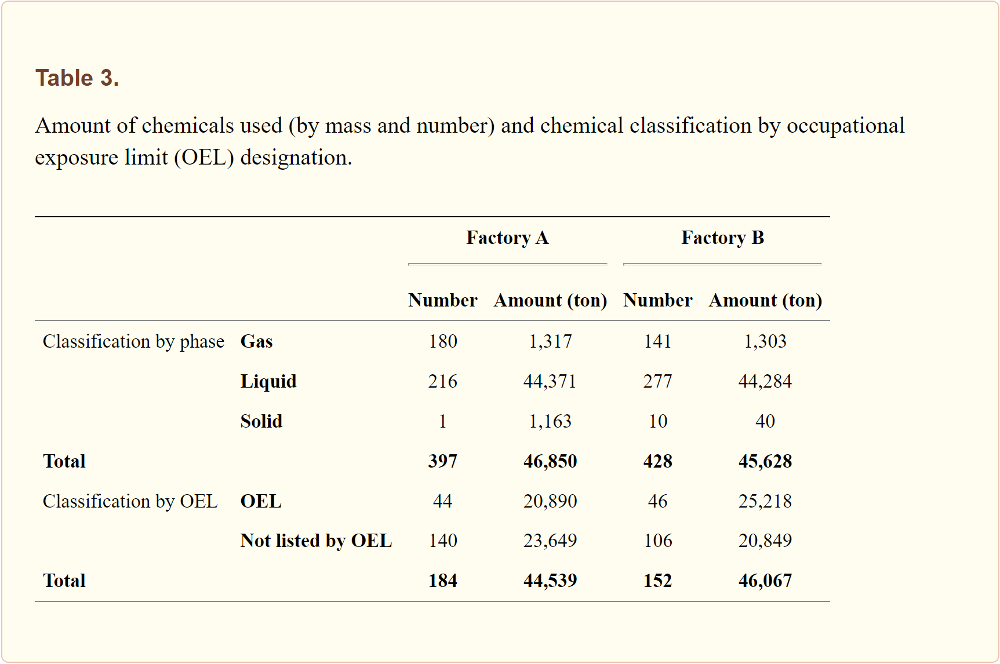 Table 3.
Amount of chemicals used (by mass and number) and chemical classification by occupational
exposure limit (OEL) designation.
Factory A Factory B
Number Amount (ton) Number Amount (ton)
Classification by phase Gas 180 1,317 141 1,303
Liquid 216 44,371 277 44,284
Solid 1 1,163 10 40
Total 397 46,850 428 45,628
Classification by OEL OEL 44 20,890 46 25,218
Not listed by OEL 140 23,649 106 20,849
Total 184 44,539 152 46,067